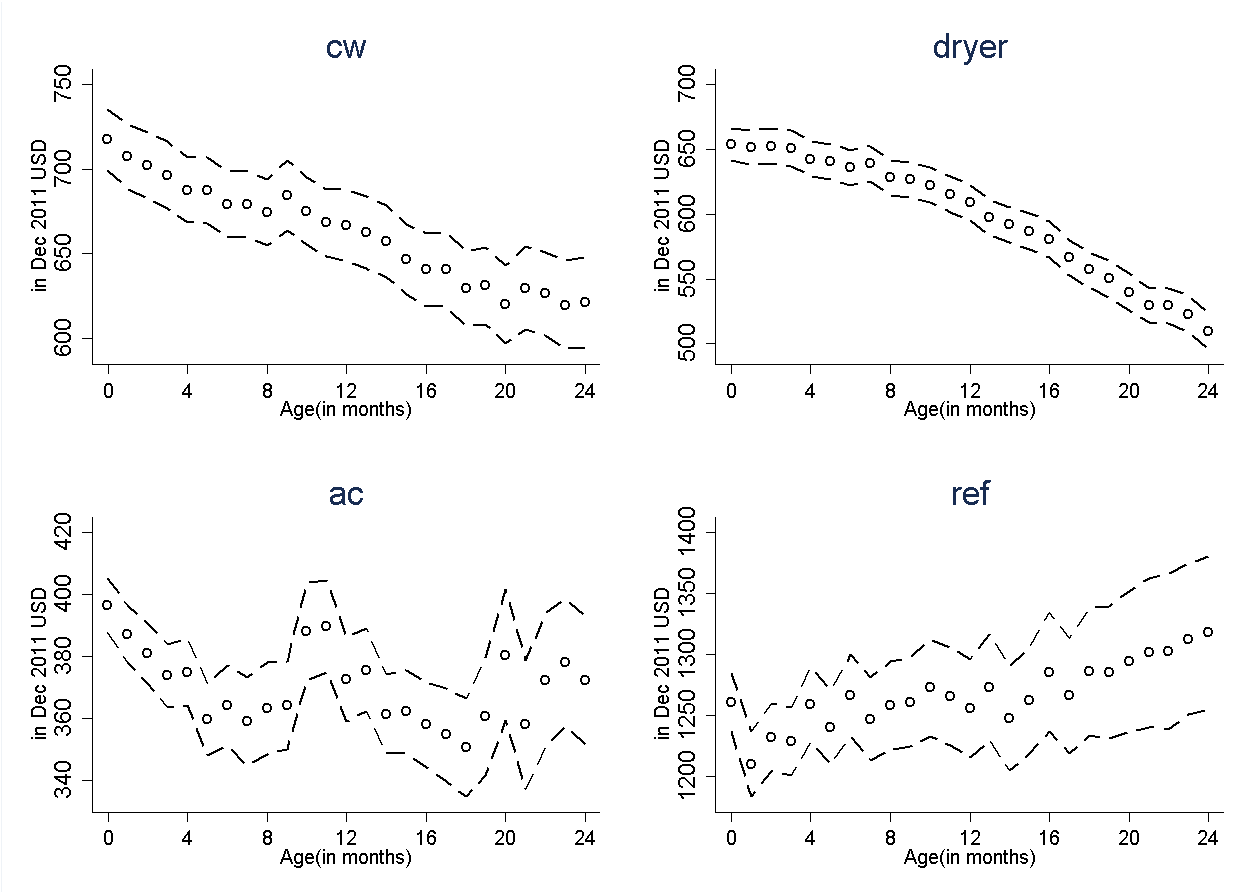 cw
750
700
650
600
in Dec 2011 USD
0 4 8 12 16 20 24
Age(in months)
dryer
700
650
600
550
500
in Dec 2011 USD
0 4 8 12 16 20 24
Age(in months)
ac
420
400
380
360
340
in Dec 2011 USD
0 4 8 12 16 20 24
Age(in months)
ref
1400
1350
1300
1250
1200
in Dec 2011 USD
0 4 8 12 16 20 24
Age(in months)